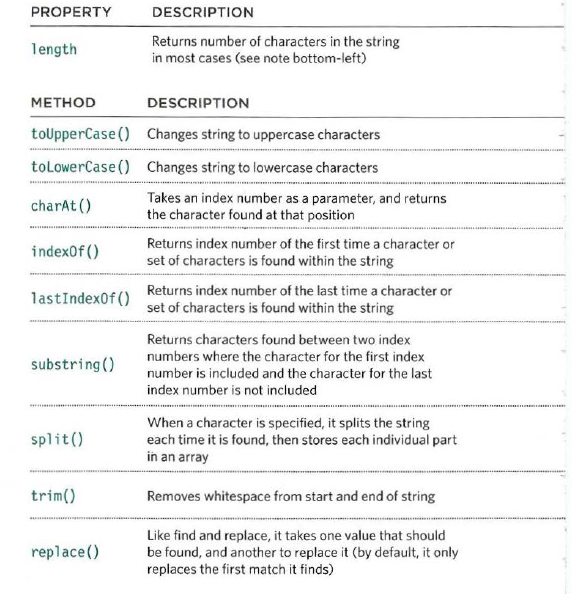 PROPERTY DESCRIPTION
length Returns number of characters in the string
in most cases (see note bottom-left)
METHOD DESCRIPTION
toUpperCase() Changes string to uppercase characters
toLowerCase() Changes string to lowercase characters
charAt() Takes an index number as a parameter, and returns
the character found at that position
indexOf() Returns index number of the first time a character or
set of characters is found within the string
lastIndexOf() Returns index number of the last time a character or
set of characters is found within the string
substring() Returns characters found between two index
numbers where the character for the first index
number is included and the character for the last
index number is not included
split() When a character is specified, it splits the string
each time it is found, then stores each individual part
in an array
trim() Removes whitespace from start and end of string
replace() Like find and replace, it takes one value that should
be found, and another to replace it (by default, it only
replaces the first match it finds)